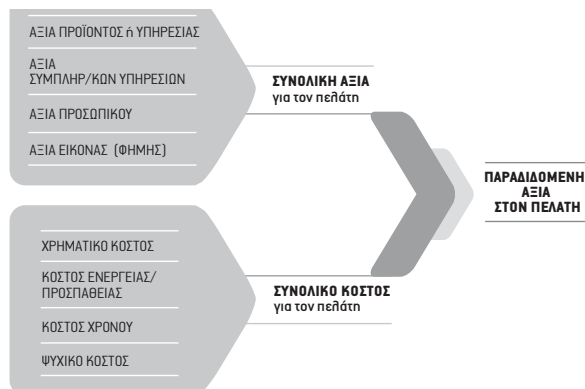 ΑΞΙΑ ΠΡΟΪΟΝΤΟΣ ή ΥΠΗΡΕΣΙΑΣ
ΑΞΙΑ
ΣΥΜΠΛΗΡ/ΚΩΝ ΥΠΗΡΕΣΙΩΝ
ΑΞΙΑ ΠΡΟΣΩΠΙΚΟΥ
ΑΞΙΑ ΕΙΚΟΝΑΣ (ΦΗΜΗΣ)
ΣΥΝΟΛΙΚΗ ΑΞΙΑ
για τον πελάτη
ΠΑΡΑΔΙΔΟΜΕΝΗ
ΑΞΙΑ
ΣΤΟΝ ΠΕΛΑΤΗ
ΧΡΗΜΑΤΙΚΟ ΚΟΣΤΟΣ
ΚΟΣΤΟΣ ΕΝΕΡΓΕΙΑΣ/
ΠΡΟΣΠΑΘΕΙΑΣ
ΚΟΣΤΟΣ ΧΡΟΝΟΥ
ΨΥΧΙΚΟ ΚΟΣΤΟΣ
ΣΥΝΟΛΙΚΟ ΚΟΣΤΟΣ
για τον πελάτη